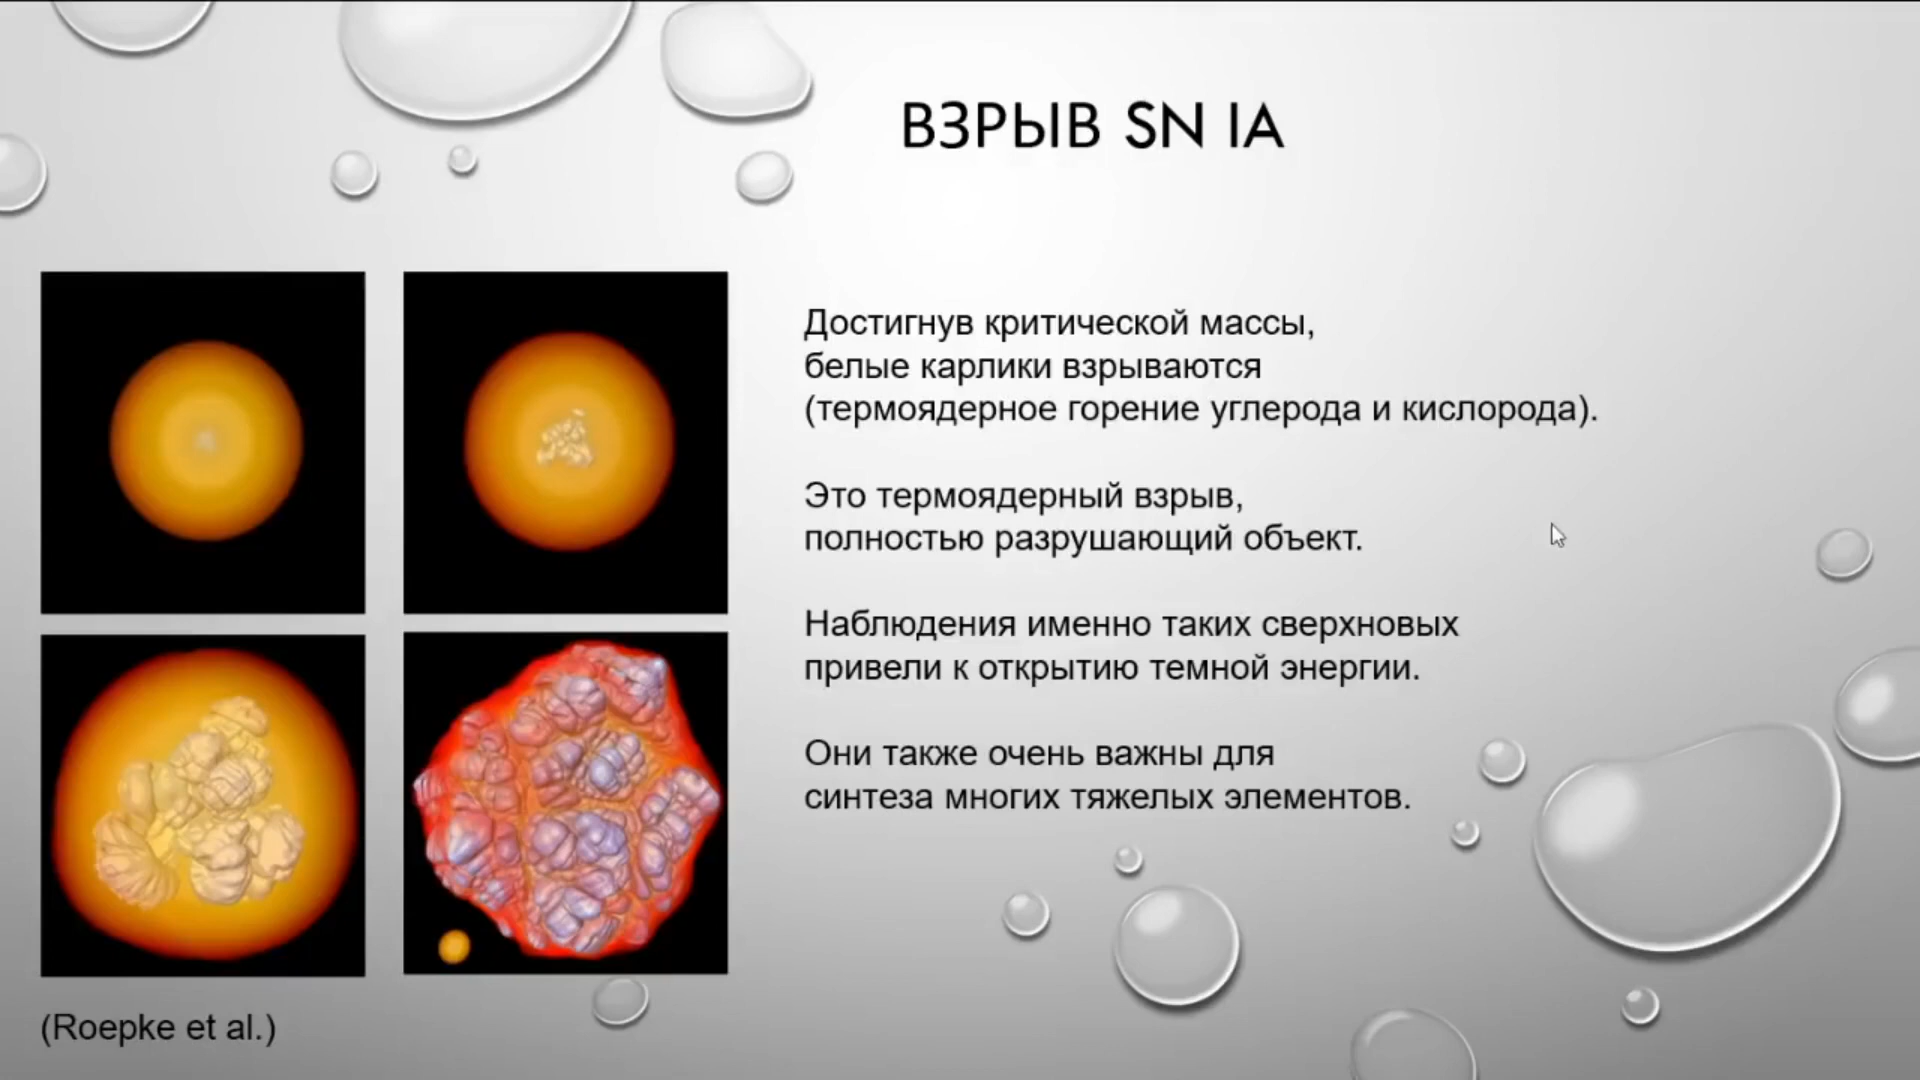 ВЗРЫВ SN IA
Достигнув критической массы,
белые карлики взрываются
(термоядерное горение углерода и кислорода).
Это термоядерный взрыв,
полностью разрушающий объект.
Наблюдения именно таких сверхновых
привели к открытию темной энергии.
Они также очень важны для
синтеза многих тяжелых элементов.
(Roepke et al.)